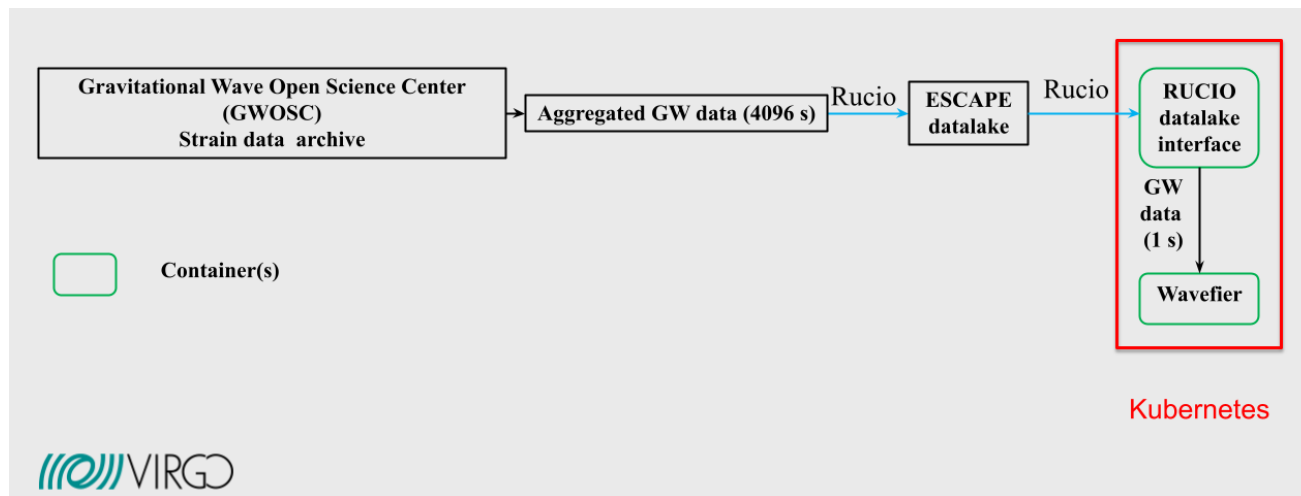 Gravitational Wave Open Science Center
(GWOSC)
Strain data archive
Aggregated GW data (4096 s)
Rucio
ESCAPE
datalake
Rucio
RUCIO
datalake
interface
GW
data
(1 s)
Wavefier
Container(s)
Kubernetes
VIRGO